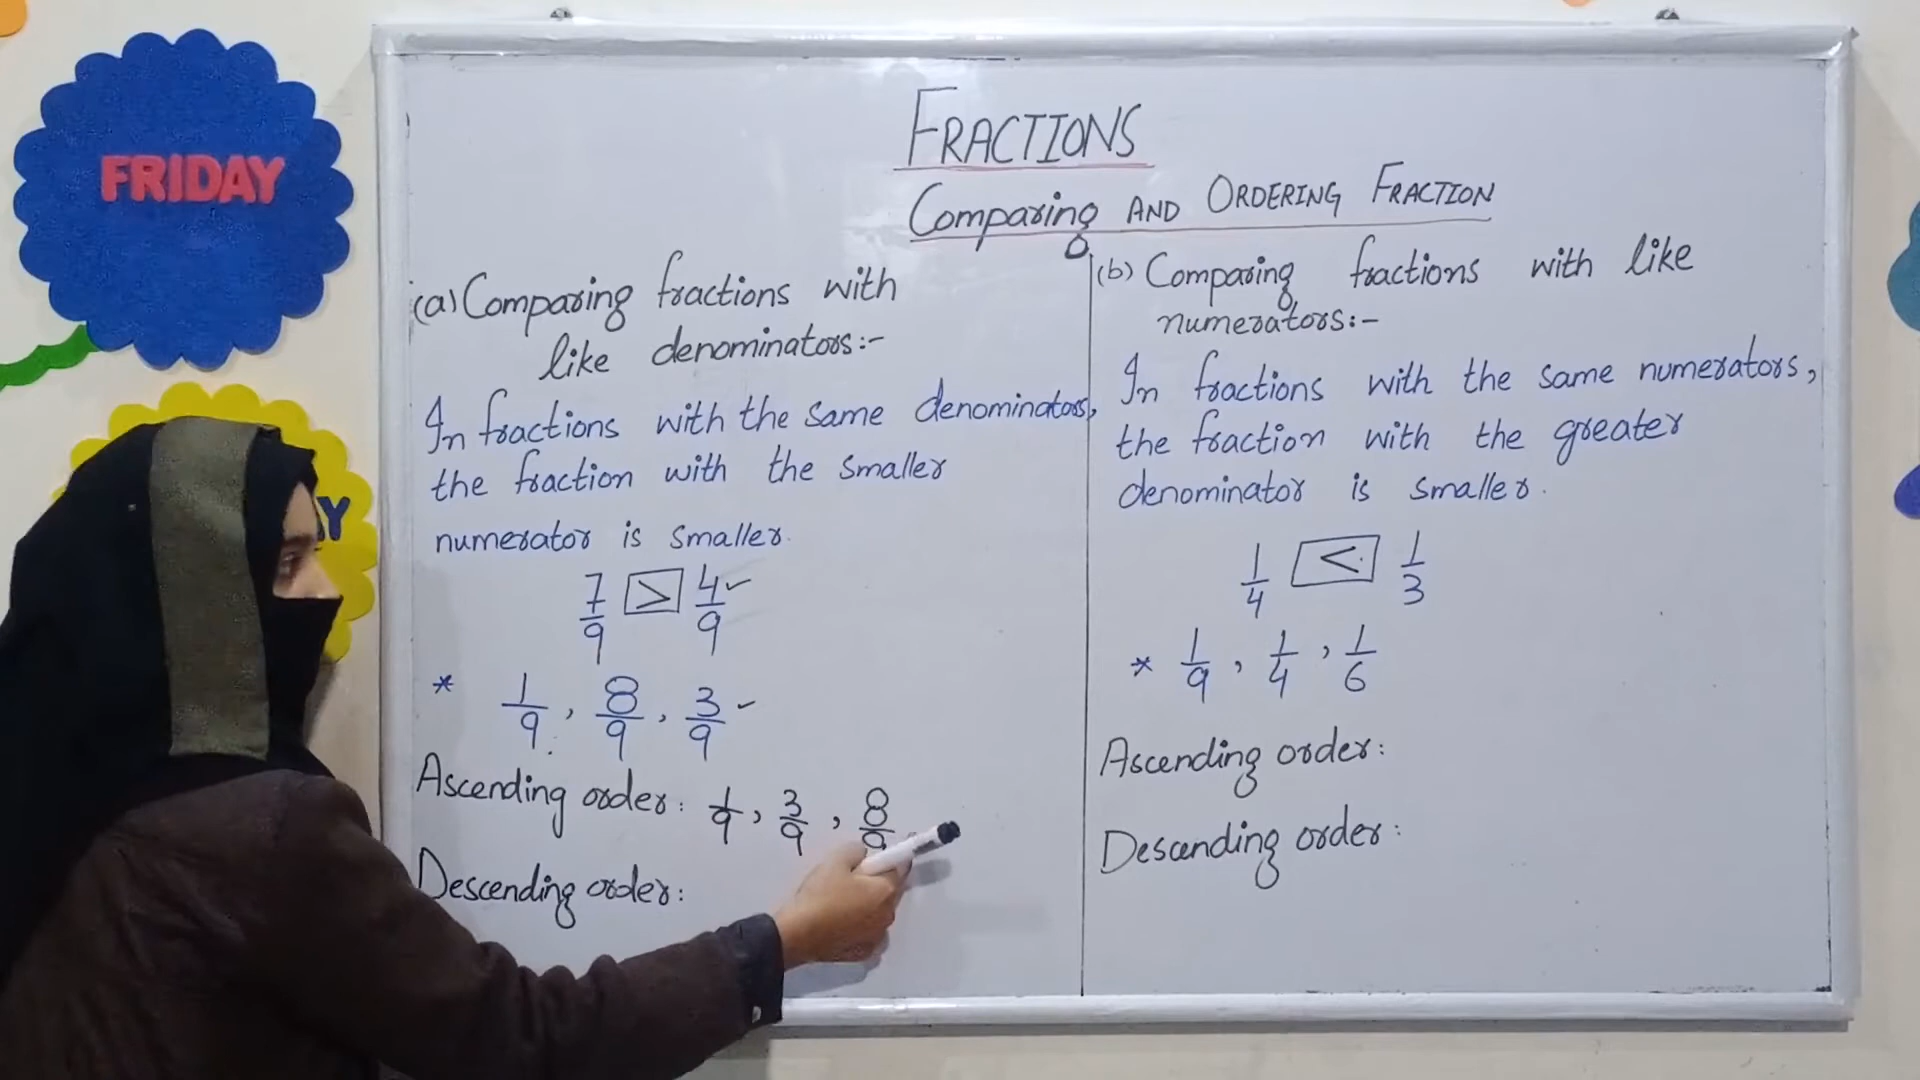 FRIDAY
AY
FRACTIONS
Comparing AND ORDERING FRACTION
(a) Comparing fractions with
like denominators:-
In fractions with the same denominators,
the fraction with the smaller
numerator is smaller.
7/9 > 4/9 ✓
* 1/9, 8/9, 3/9 ✓
Ascending order: 1/9, 3/9, 8/9
Descending order:
(b) Comparing fractions with like
numerators:-
In fractions with the same numerators,
the fraction with the greater
denominator is smaller.
1/4 < 1/3
* 1/9, 1/4, 1/6
Ascending order:
Descending order: